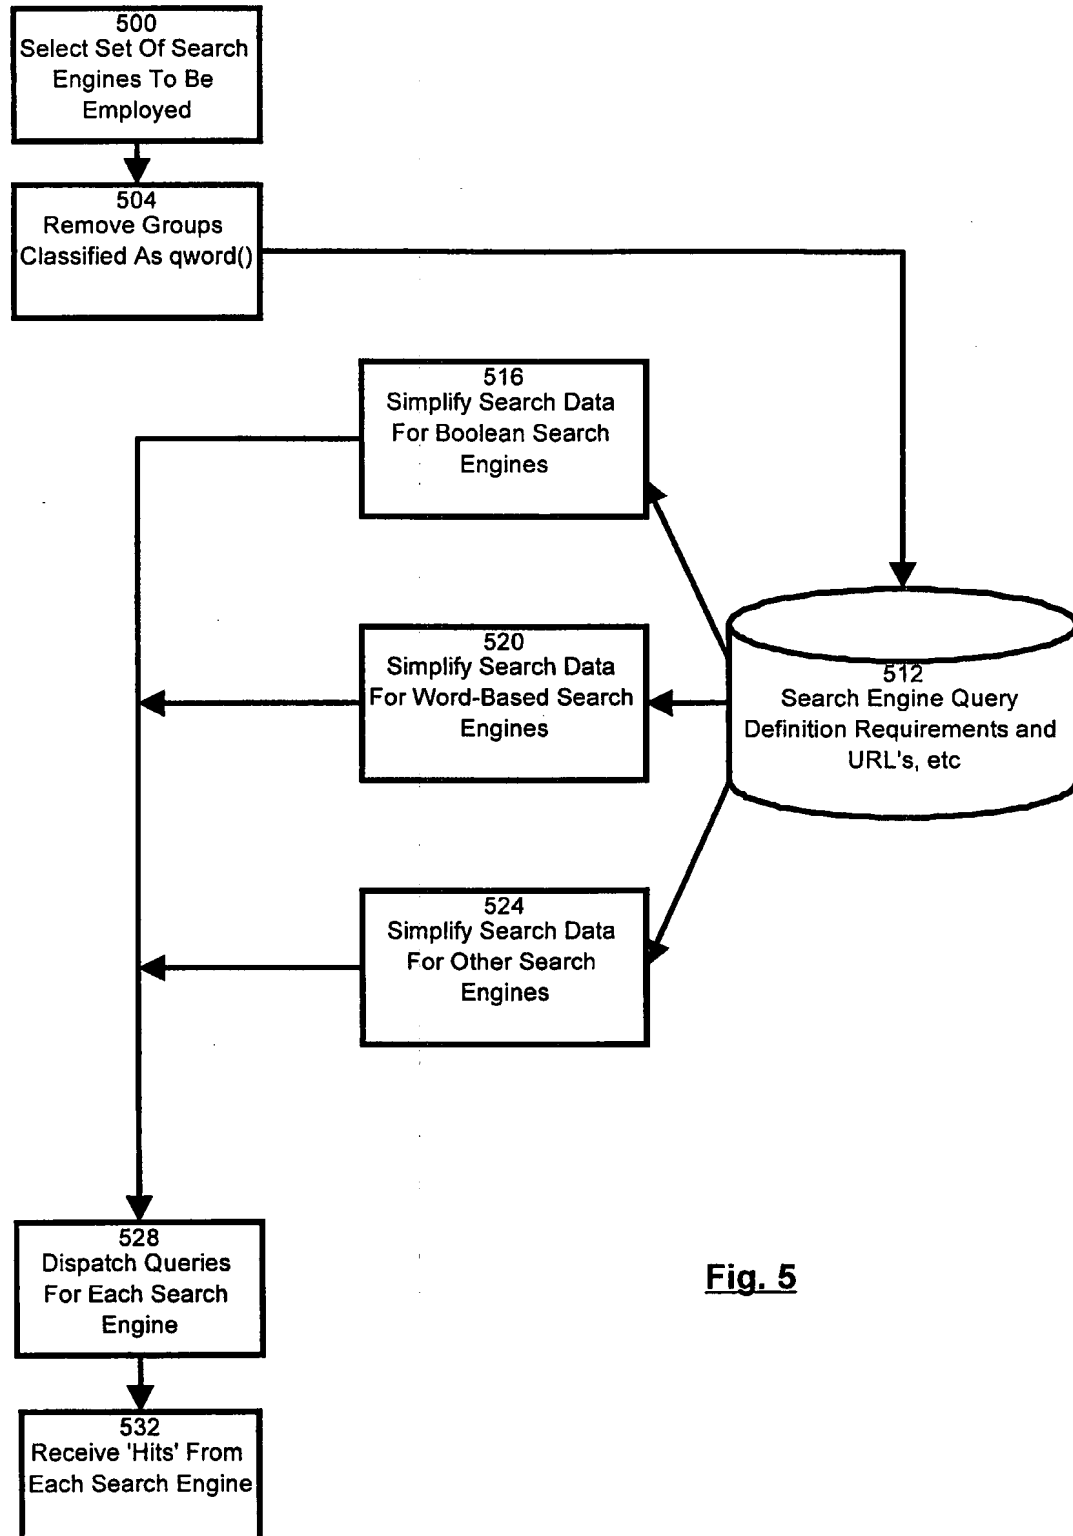 500
Select Set Of Search
Engines To Be
Employed
504
Remove Groups
Classified As qword()
516
Simplify Search Data
For Boolean Search
Engines
520
Simplify Search Data
For Word-Based Search
Engines
512
Search Engine Query
Definition Requirements and
URL's, etc
524
Simplify Search Data
For Other Search
Engines
528
Dispatch Queries
For Each Search
Engine
Fig. 5
532
Receive 'Hits' From
Each Search Engine